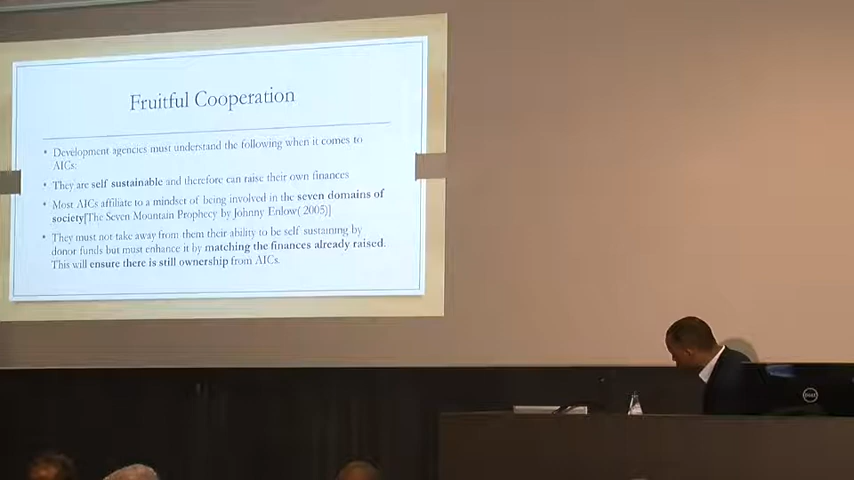 Fruitful Cooperation
• Development agencies must understand the following when it comes to
AICs:
• They are self sustainable and therefore can raise their own finances
• Most AICs affiliate to a mindset of being involved in the seven domains of
society[The Seven Mountain Prophecy by Johnny Enlow( 2005)]
• They must not take away from them their ability to be self sustaining by
donor funds but must enhance it by matching the finances already raised.
This will ensure there is still ownership from AICs.
DELL